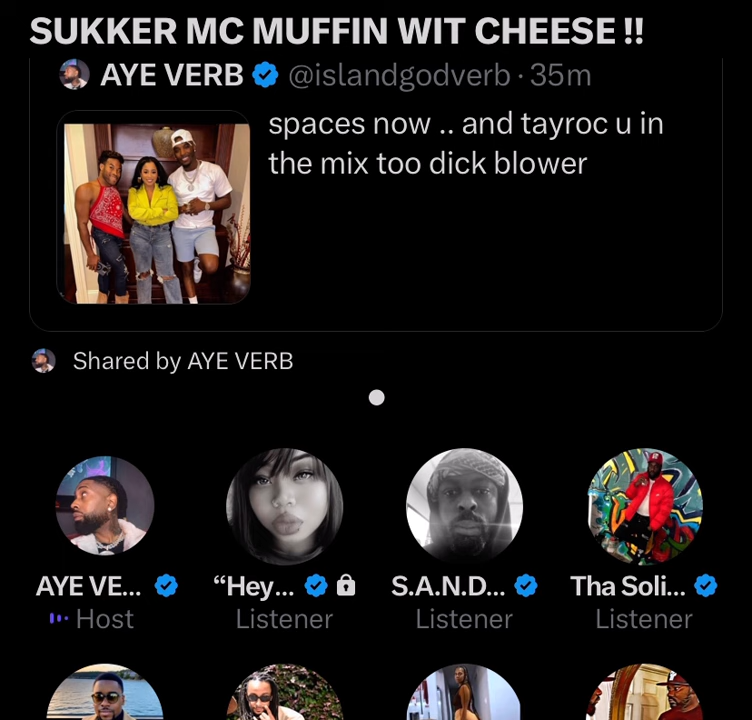 SUKKER MC MUFFIN WIT CHEESE !!
AYE VERB @islandgodverb · 35m
spaces now .. and tayroc u in
the mix too dick blower
Shared by AYE VERB
AYE VE... “Hey... S.A.N.D... Tha Soli...
Host Listener Listener Listener